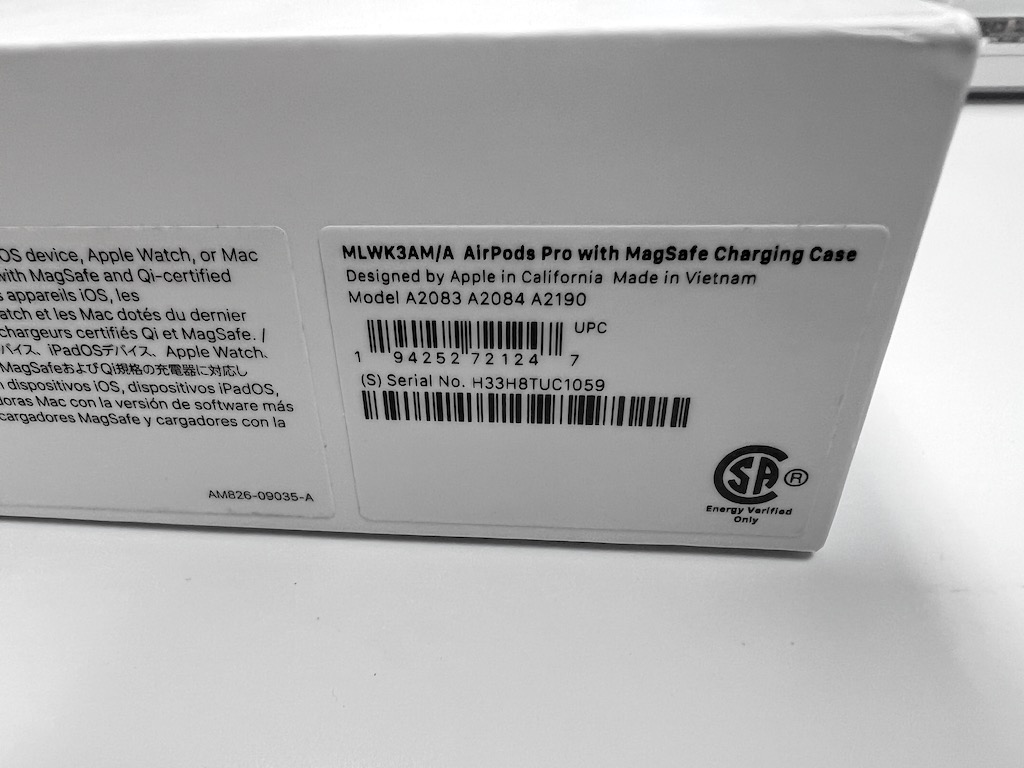 OS device, Apple Watch, or Mac
with MagSafe and Qi-certified
s appareils iOS, les
atch et les Mac dotés du dernier
chargeurs certifiés Qi et MagSafe. /
バイス、iPadOSデバイス、Apple Watch、
MagSafeおよびQi規格の充電器に対応し
n dispositivos iOS, dispositivos iPadOS,
doras Mac con la versión de software más
cargadores MagSafe y cargadores con la
AM826-09035-A
MLWK3AM/A AirPods Pro with MagSafe Charging Case
Designed by Apple in California Made in Vietnam
Model A2083 A2084 A2190
UPC
1 94252 72124 7
(S) Serial No. H33H8TUC1059
SA ®
Energy Verified
Only